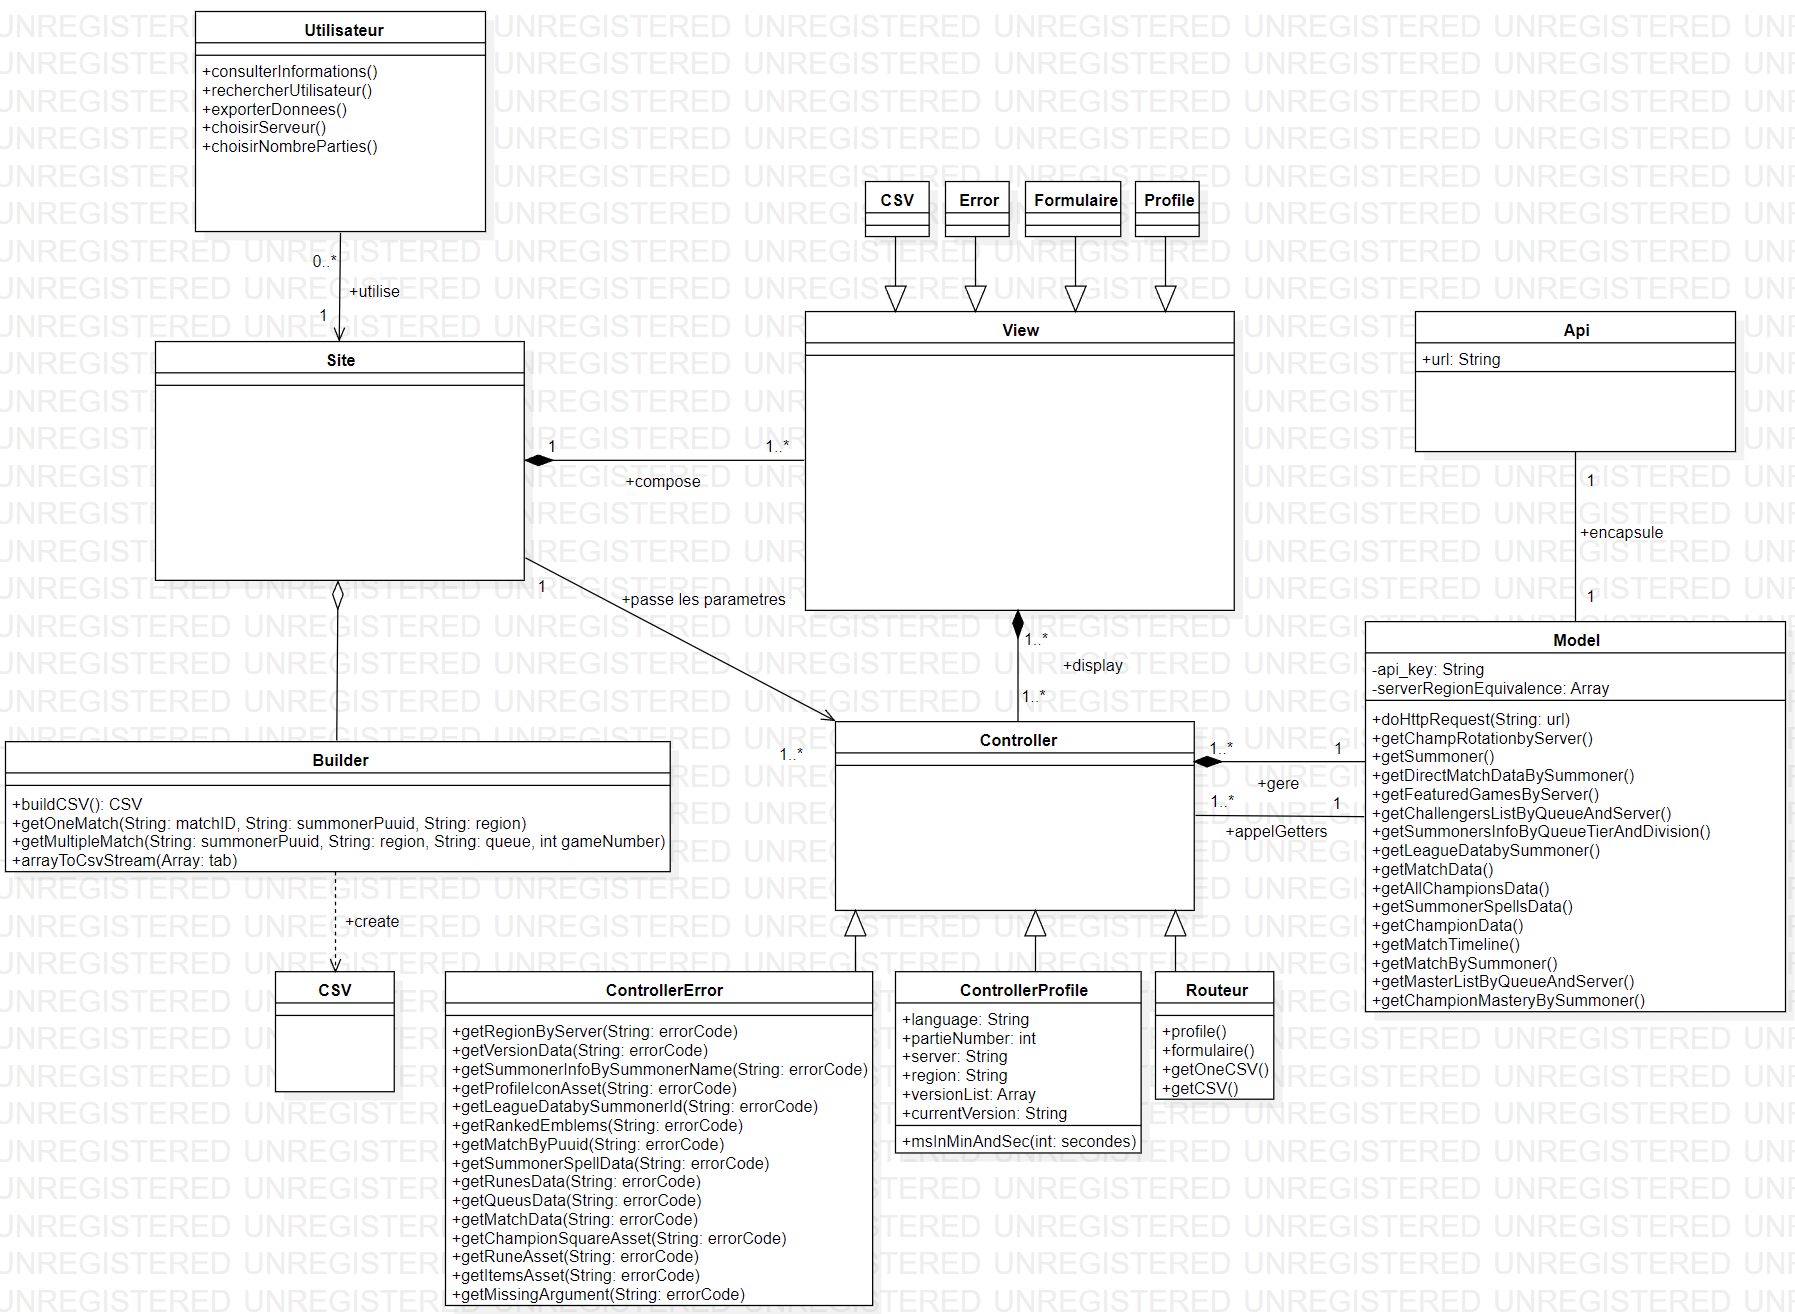 Utilisateur
+consulterInformations()
+rechercherUtilisateur()
+exporterDonnees()
+choisirServeur()
+choisirNombreParties()
0..*
+utilise
1
CSV
Error
Formulaire
Profile
View
Api
+url: String
Site
1
1..*
+compose
1
+passe les parametres
1..*
1..*
+display
1..*
1
+encapsule
1
Model
-api_key: String
-serverRegionEquivalence: Array
+doHttpRequest(String: url)
+getChampRotationbyServer()
+getSummoner()
+getDirectMatchDataBySummoner()
+getFeaturedGamesByServer()
+getChallengersListByQueueAndServer()
+getSummonersInfoByQueueTierAndDivision()
+getLeagueDatabySummoner()
+getMatchData()
+getAllChampionsData()
+getSummonerSpellsData()
+getChampionData()
+getMatchTimeline()
+getMatchBySummoner()
+getMasterListByQueueAndServer()
+getChampionMasteryBySummoner()
Controller
1..*
1
+gere
1..*
1
+appelGetters
Builder
+buildCSV(): CSV
+getOneMatch(String: matchID, String: summonerPuuid, String: region)
+getMultipleMatch(String: summonerPuuid, String: region, String: queue, int gameNumber)
+arrayToCsvStream(Array: tab)
+create
CSV
ControllerError
+getRegionByServer(String: errorCode)
+getVersionData(String: errorCode)
+getSummonerInfoBySummonerName(String: errorCode)
+getProfileIconAsset(String: errorCode)
+getLeagueDatabySummonerId(String: errorCode)
+getRankedEmblems(String: errorCode)
+getMatchByPuuid(String: errorCode)
+getSummonerSpellData(String: errorCode)
+getRunesData(String: errorCode)
+getQueusData(String: errorCode)
+getMatchData(String: errorCode)
+getChampionSquareAsset(String: errorCode)
+getRuneAsset(String: errorCode)
+getItemsAsset(String: errorCode)
+getMissingArgument(String: errorCode)
ControllerProfile
+language: String
+partieNumber: int
+server: String
+region: String
+versionList: Array
+currentVersion: String
+msInMinAndSec(int: secondes)
Routeur
+profile()
+formulaire()
+getOneCSV()
+getCSV()
UNREGISTERED